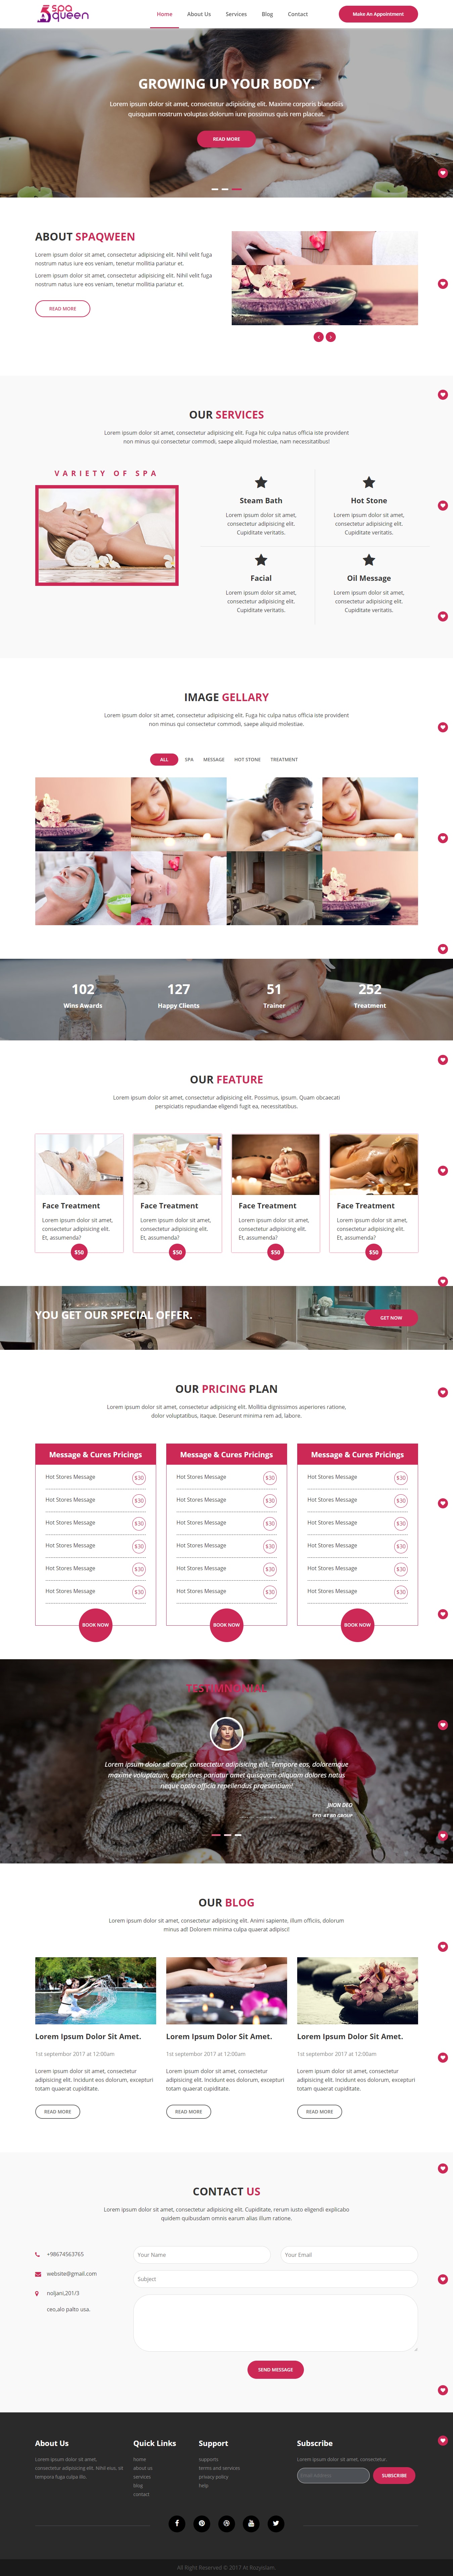 spa
queen
Home About Us Services Blog Contact Make An Appointment
GROWING UP YOUR BODY.
Lorem ipsum dolor sit amet, consectetur adipisicing elit. Maxime corporis blanditiis
quisquam nostrum voluptas dolorum iure possimus quis rem placeat.
READ MORE
ABOUT SPAQWEEN
Lorem ipsum dolor sit amet, consectetur adipisicing elit. Nihil velit fuga
nostrum natus iure eos veniam, tenetur mollitia pariatur et.
Lorem ipsum dolor sit amet, consectetur adipisicing elit. Nihil velit fuga
nostrum natus iure eos veniam, tenetur mollitia pariatur et.
READ MORE
OUR SERVICES
Lorem ipsum dolor sit amet, consectetur adipisicing elit. Fuga hic culpa natus officia iste provident
non minus qui consectetur commodi, saepe aliquid molestiae, nam necessitatibus!
VARIETY OF SPA
Steam Bath
Lorem ipsum dolor sit amet,
consectetur adipisicing elit.
Cupiditate veritatis.
Hot Stone
Lorem ipsum dolor sit amet,
consectetur adipisicing elit.
Cupiditate veritatis.
Facial
Lorem ipsum dolor sit amet,
consectetur adipisicing elit.
Cupiditate veritatis.
Oil Message
Lorem ipsum dolor sit amet,
consectetur adipisicing elit.
Cupiditate veritatis.
IMAGE GELLARY
Lorem ipsum dolor sit amet, consectetur adipisicing elit. Fuga hic culpa natus officia iste provident
non minus qui consectetur commodi, saepe aliquid molestiae.
ALL SPA MESSAGE HOT STONE TREATMENT
102 127 51 252
Wins Awards Happy Clients Trainer Treatment
OUR FEATURE
Lorem ipsum dolor sit amet, consectetur adipisicing elit. Possimus, ipsum. Quam obcaecati
perspiciatis repudiandae eligendi fugit ea, necessitatibus.
Face Treatment
Lorem ipsum dolor sit amet,
consectetur adipisicing elit.
Et, assumenda?
$50
Face Treatment
Lorem ipsum dolor sit amet,
consectetur adipisicing elit.
Et, assumenda?
$50
Face Treatment
Lorem ipsum dolor sit amet,
consectetur adipisicing elit.
Et, assumenda?
$50
Face Treatment
Lorem ipsum dolor sit amet,
consectetur adipisicing elit.
Et, assumenda?
$50
YOU GET OUR SPECIAL OFFER.
GET NOW
OUR PRICING PLAN
Lorem ipsum dolor sit amet, consectetur adipisicing elit. Mollitia dignissimos asperiores ratione,
dolor voluptatibus, itaque. Deserunt minima rem ad, labore.
Message & Cures Pricings
Hot Stores Message $30
Hot Stores Message $30
Hot Stores Message $30
Hot Stores Message $30
Hot Stores Message $30
Hot Stores Message $30
BOOK NOW
Message & Cures Pricings
Hot Stores Message $30
Hot Stores Message $30
Hot Stores Message $30
Hot Stores Message $30
Hot Stores Message $30
Hot Stores Message $30
BOOK NOW
Message & Cures Pricings
Hot Stores Message $30
Hot Stores Message $30
Hot Stores Message $30
Hot Stores Message $30
Hot Stores Message $30
Hot Stores Message $30
BOOK NOW
TESTIMNONIAL
Lorem ipsum dolor sit amet, consectetur adipisicing elit. Tempore eos, doloremque
maxime voluptatum, asperiores pariatur amet quisquam aliquam dolores natus
neque optio officia repellendus praesentium!
JHON DEO
CEO- AT BD GROUP
OUR BLOG
Lorem ipsum dolor sit amet, consectetur adipisicing elit. Animi sapiente, illum officiis, dolorum
minus ad! Dolorem minima culpa quaerat adipisci!
Lorem Ipsum Dolor Sit Amet.
1st septembor 2017 at 12:00am
Lorem ipsum dolor sit amet, consectetur
adipisicing elit. Incidunt eos dolorum, excepturi
totam quaerat cupiditate.
READ MORE
Lorem Ipsum Dolor Sit Amet.
1st septembor 2017 at 12:00am
Lorem ipsum dolor sit amet, consectetur
adipisicing elit. Incidunt eos dolorum, excepturi
totam quaerat cupiditate.
READ MORE
Lorem Ipsum Dolor Sit Amet.
1st septembor 2017 at 12:00am
Lorem ipsum dolor sit amet, consectetur
adipisicing elit. Incidunt eos dolorum, excepturi
totam quaerat cupiditate.
READ MORE
CONTACT US
Lorem ipsum dolor sit amet, consectetur adipisicing elit. Cupiditate, rerum iusto eligendi explicabo
quidem quibusdam omnis earum alias illum ratione.
+98674563765
website@gmail.com
noljani,201/3
ceo,alo palto usa.
Your Name Your Email
Subject
SEND MESSAGE
About Us
Lorem ipsum dolor sit amet,
consectetur adipisicing elit. Nihil eius, sit
tempora fuga culpa illo.
Quick Links
home
about us
services
blog
contact
Support
supports
terms and services
privacy policy
help
Subscribe
Lorem ipsum dolor sit amet, consectetur.
SUBSCRIBE
All Right Reserved © 2017 At Rozyislam.